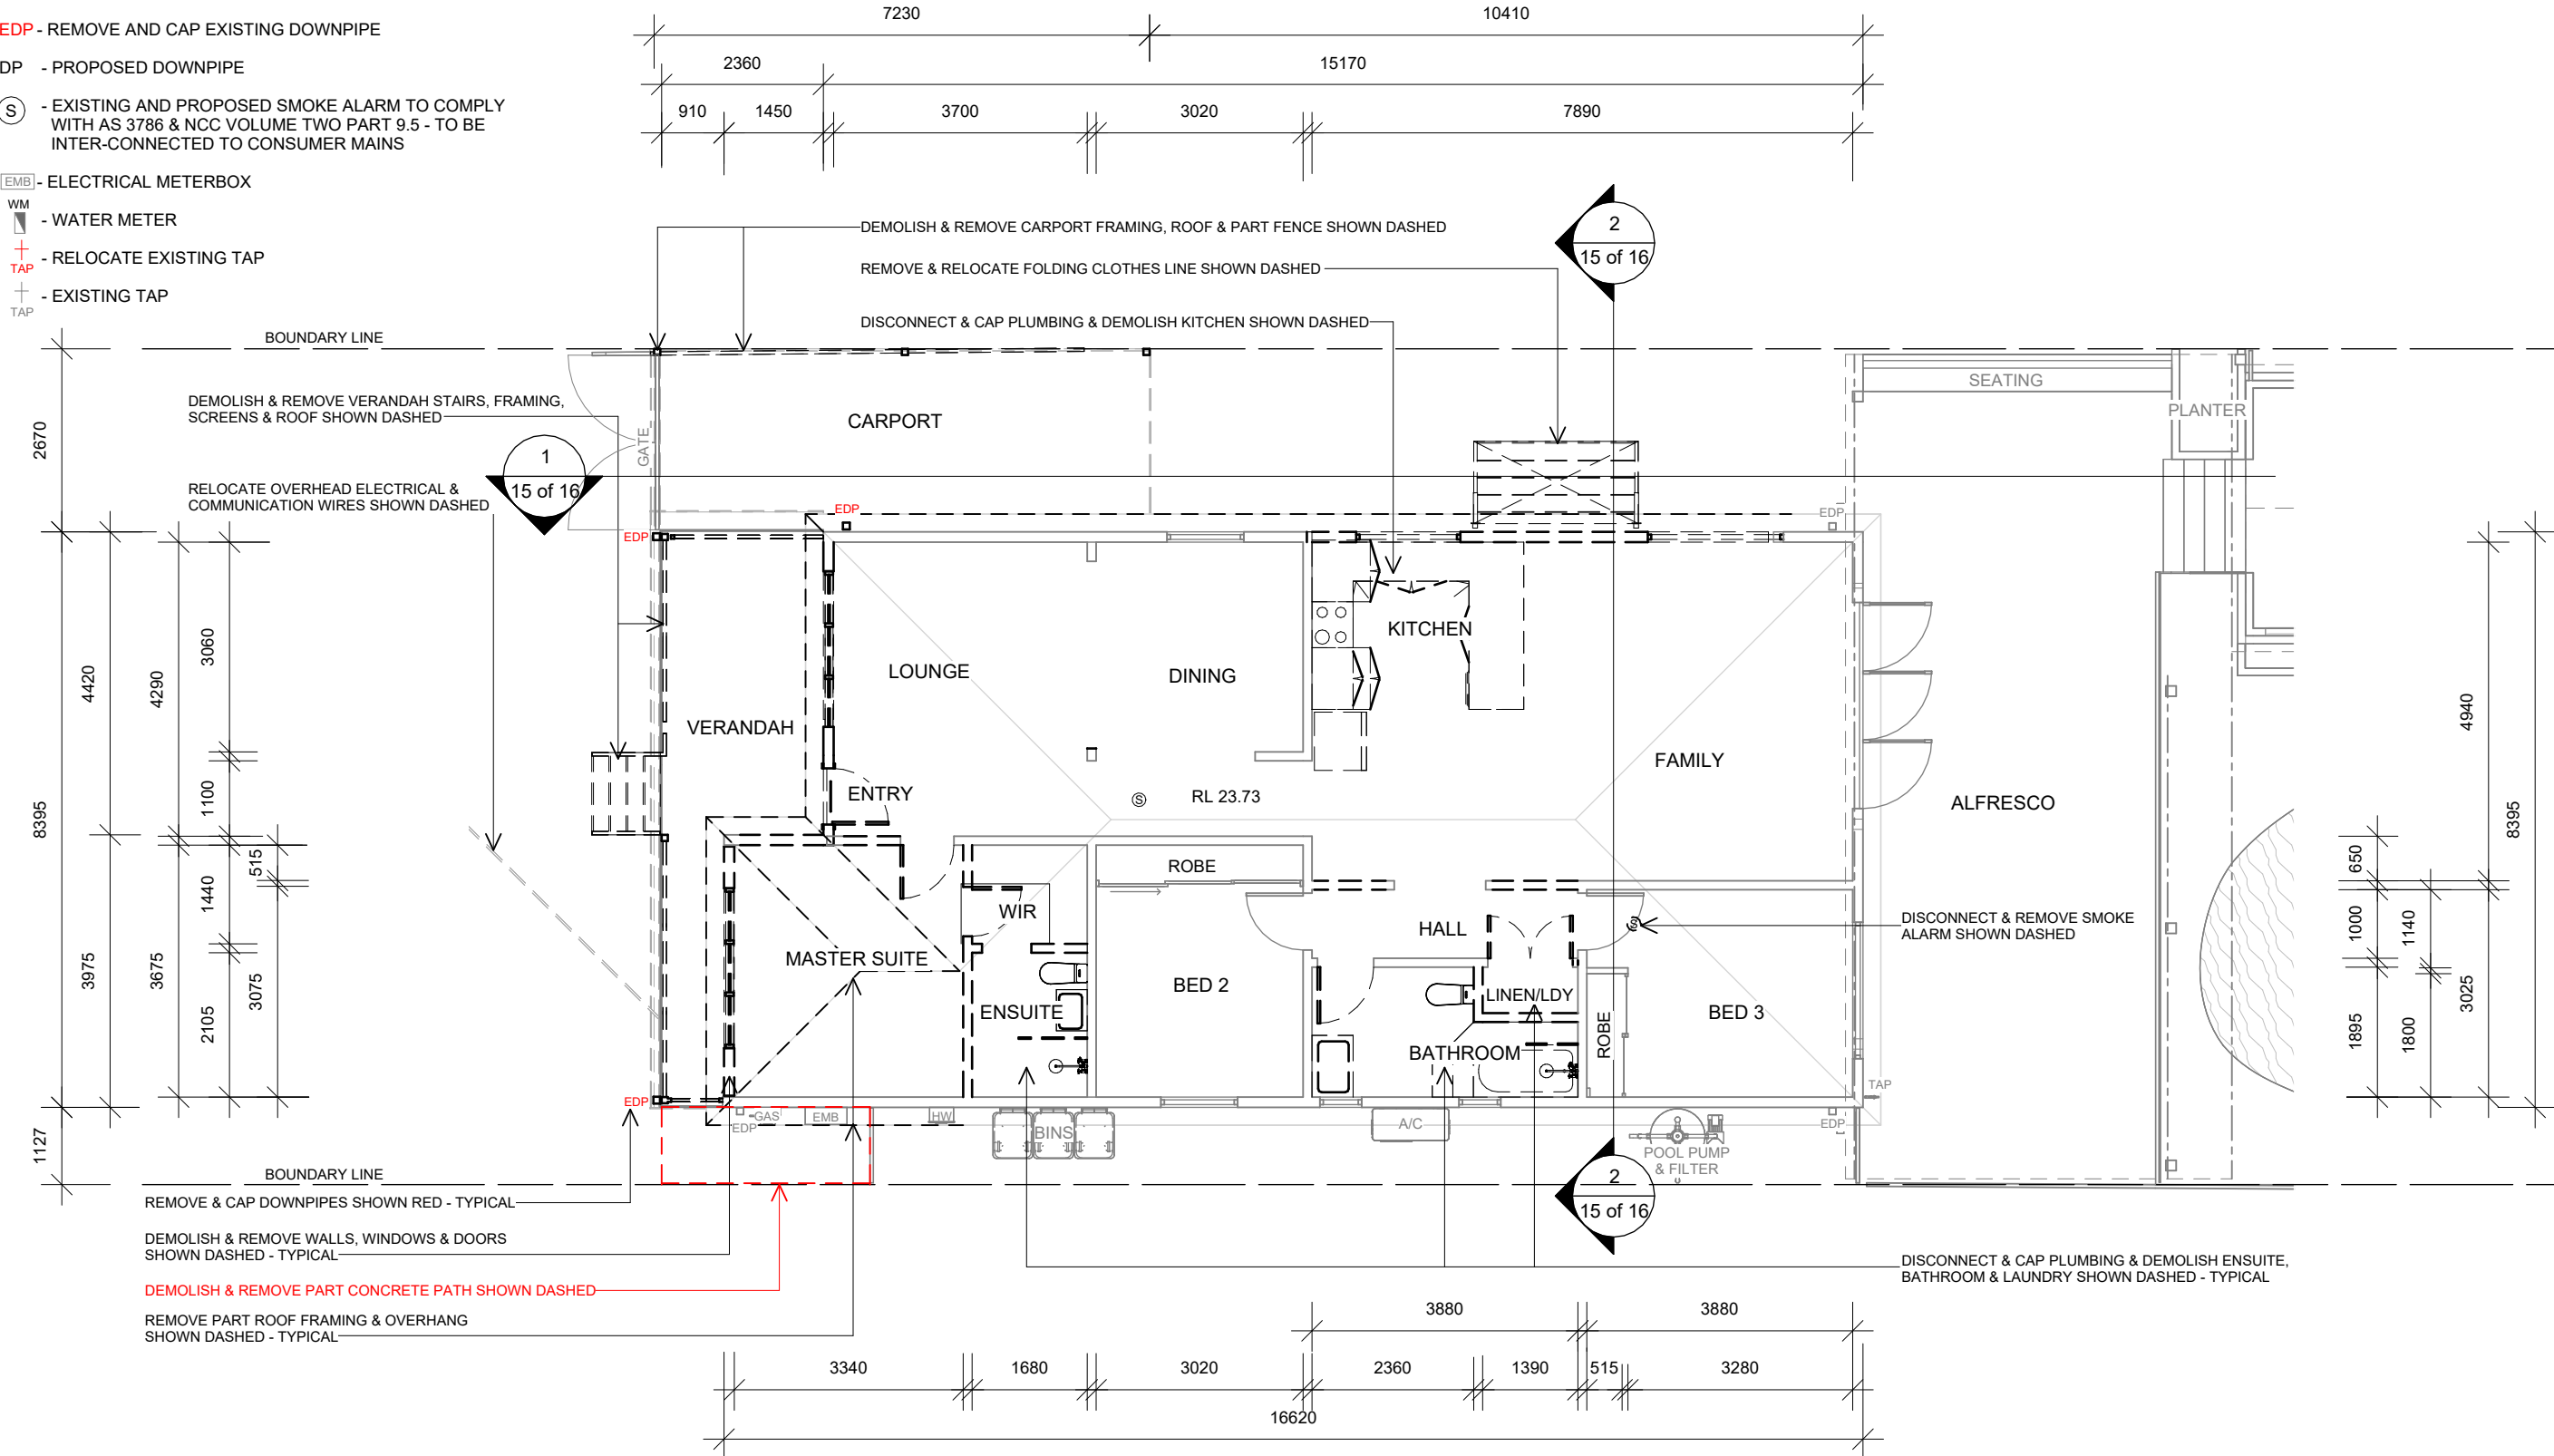 EDP - REMOVE AND CAP EXISTING DOWNPIPE
DP - PROPOSED DOWNPIPE
S - EXISTING AND PROPOSED SMOKE ALARM TO COMPLY
WITH AS 3786 & NCC VOLUME TWO PART 9.5 - TO BE
INTER-CONNECTED TO CONSUMER MAINS
EMB - ELECTRICAL METERBOX
WM
- WATER METER
TAP - RELOCATE EXISTING TAP
- EXISTING TAP
TAP
7230 10410
2360 15170
910 1450 3700 3020 7890
DEMOLISH & REMOVE CARPORT FRAMING, ROOF & PART FENCE SHOWN DASHED
REMOVE & RELOCATE FOLDING CLOTHES LINE SHOWN DASHED
DISCONNECT & CAP PLUMBING & DEMOLISH KITCHEN SHOWN DASHED
2
15 of 16
BOUNDARY LINE
DEMOLISH & REMOVE VERANDAH STAIRS, FRAMING,
SCREENS & ROOF SHOWN DASHED
RELOCATE OVERHEAD ELECTRICAL &
COMMUNICATION WIRES SHOWN DASHED
1
15 of 16
GATE
CARPORT
SEATING
PLANTER
EDP
EDP
EDP
2670
8395
1127
4420
3975
4290
3675
3060
1100
1440
2105
515
3075
VERANDAH
LOUNGE
DINING
KITCHEN
FAMILY
ENTRY
S
RL 23.73
ALFRESCO
ROBE
WIR
MASTER SUITE
ENSUITE
BED 2
HALL
LINEN/LDY
BATHROOM
ROBE
BED 3
S
DISCONNECT & REMOVE SMOKE
ALARM SHOWN DASHED
4940
8395
650
1000
1140
1895
1800
3025
EDP
GAS
EDP
EMB
HW
BINS
A/C
POOL PUMP
& FILTER
EDP
TAP
BOUNDARY LINE
2
15 of 16
REMOVE & CAP DOWNPIPES SHOWN RED - TYPICAL
DEMOLISH & REMOVE WALLS, WINDOWS & DOORS
SHOWN DASHED - TYPICAL
DEMOLISH & REMOVE PART CONCRETE PATH SHOWN DASHED
REMOVE PART ROOF FRAMING & OVERHANG
SHOWN DASHED - TYPICAL
DISCONNECT & CAP PLUMBING & DEMOLISH ENSUITE,
BATHROOM & LAUNDRY SHOWN DASHED - TYPICAL
3880 3880
3340 1680 3020 2360 1390 515 3280
16620